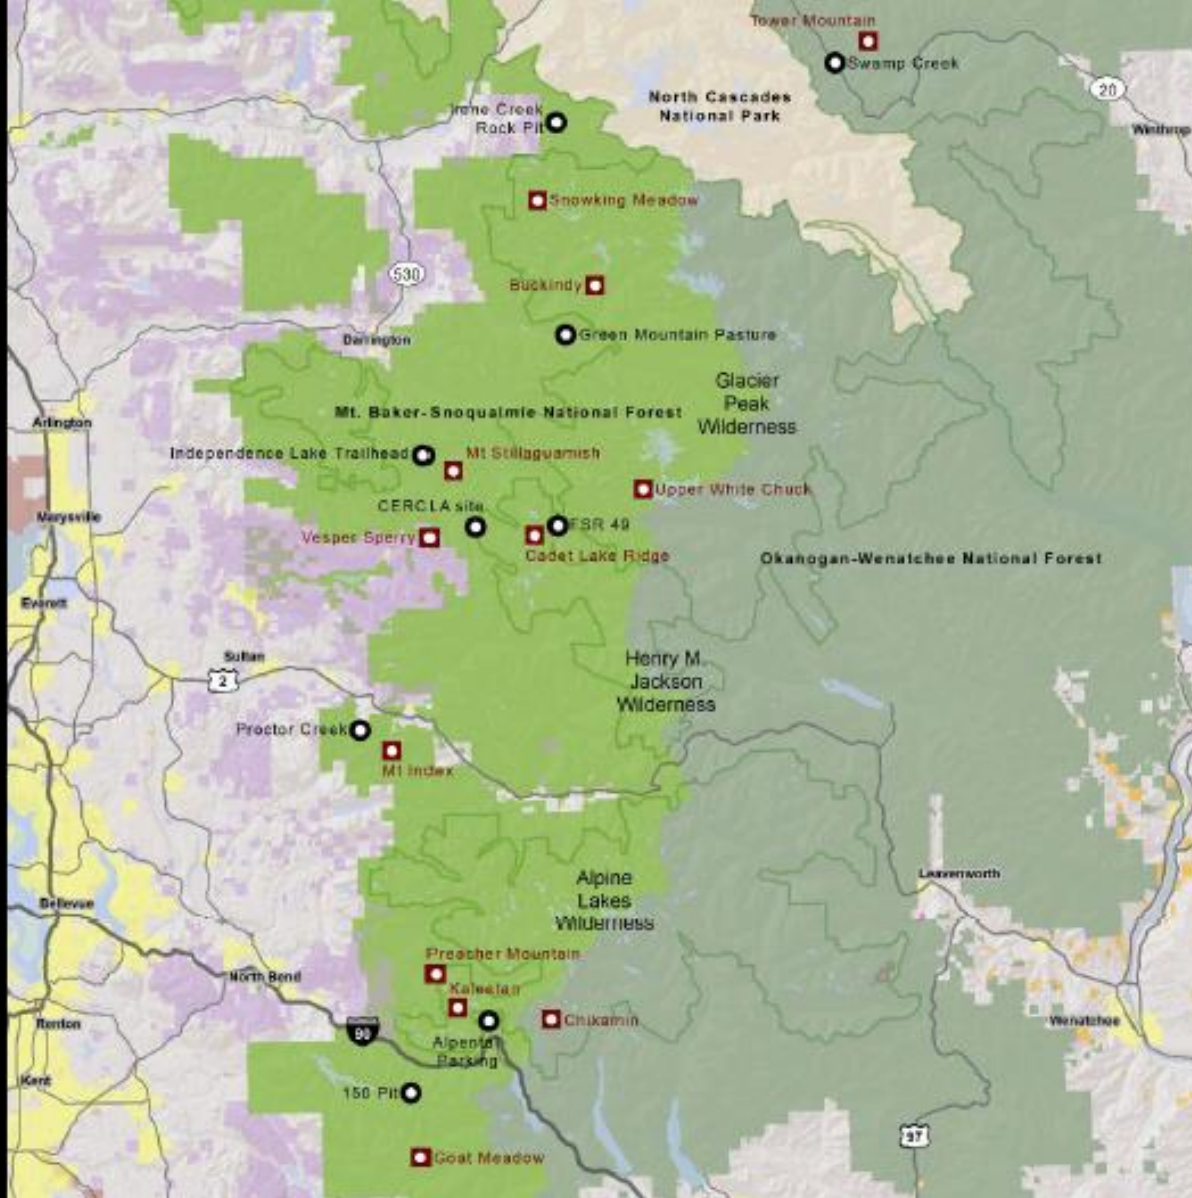 Tower Mountain
Swamp Creek
20
North Cascades
National Park
Irene Creek
Rock Pit
Winthrop
Snowking Meadow
530
Buckindy
Green Mountain Pasture
Darrington
Glacier
Peak
Wilderness
Mt. Baker-Snoqualmie National Forest
Arlington
Independence Lake Trailhead
Mt Stillaguamish
Upper White Chuck
CERCLA site
Marysville
FSR 49
Vesper Sperry
Cadet Lake Ridge
Okanogan-Wenatchee National Forest
Everett
Sultan
2
Henry M.
Jackson
Wilderness
Proctor Creek
Mt Index
Leavenworth
Alpine
Lakes
Wilderness
Bellevue
Preacher Mountain
North Bend
Kaleetan
Chikamin
Renton
90
Wenatchee
Alpental
Parking
Kent
150 Pit
97
Goat Meadow